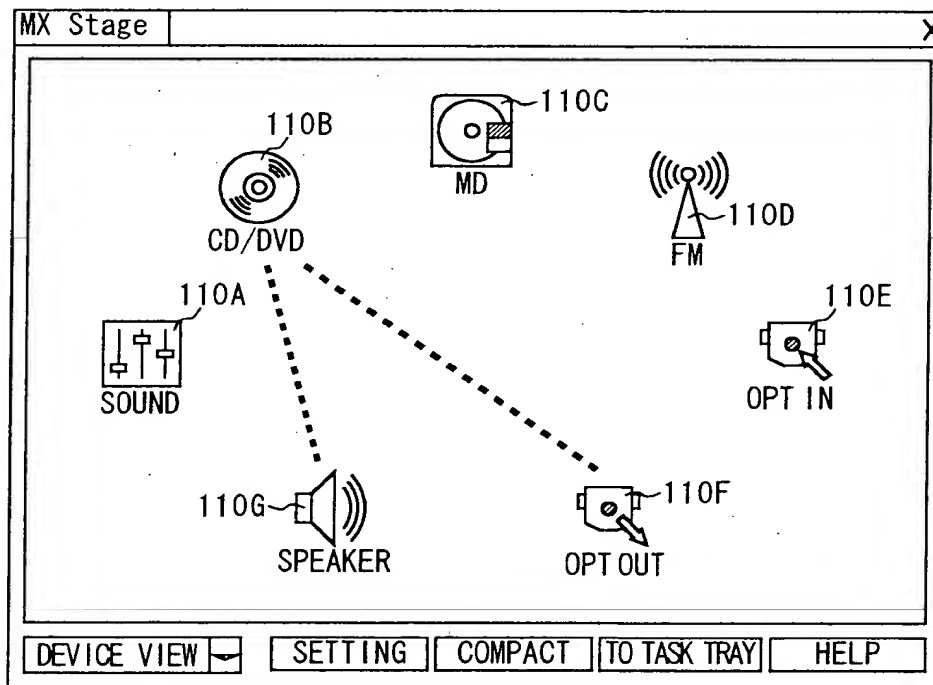 MX Stage
X
110C
110B
MD
110D
CD/DVD
FM
110A
110E
SOUND
OPT IN
110G
110F
SPEAKER
OPT OUT
DEVICE VIEW
SETTING
COMPACT
TO TASK TRAY
HELP